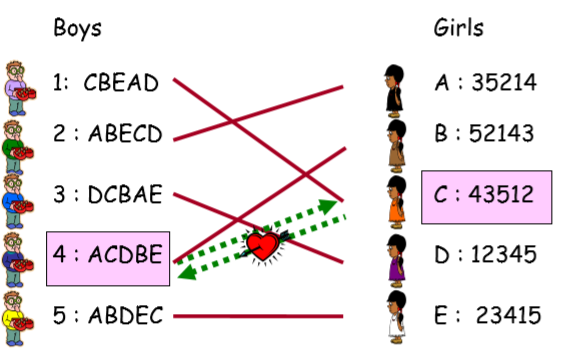 Boys Girls
1: CBEAD A : 35214
2 : ABECD B : 52143
3 : DCBAE C : 43512
4 : ACDBE D : 12345
5 : ABDEC E : 23415